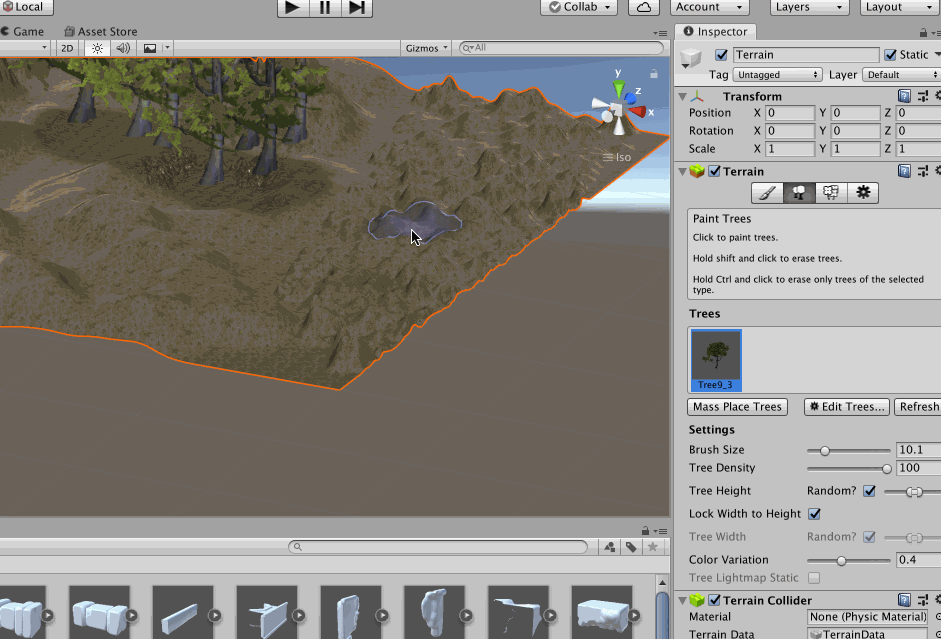 Local
Collab
Account
Layers
Layout
Game
Asset Store
Inspector
2D
Gizmos
All
Terrain
Static
Tag Untagged Layer Default
Transform
Position X 0 Y 0 Z 0
Rotation X 0 Y 0 Z 0
Scale X 1 Y 1 Z 1
y
z
x
Iso
Terrain
Paint Trees
Click to paint trees.
Hold shift and click to erase trees.
Hold Ctrl and click to erase only trees of the selected
type.
Trees
Tree9_3
Mass Place Trees
Edit Trees...
Refresh
Settings
Brush Size 10.1
Tree Density 100
Tree Height Random?
Lock Width to Height
Tree Width Random?
Color Variation 0.4
Tree Lightmap Static
Terrain Collider
Material None (Physic Material)
Terrain Data TerrainData